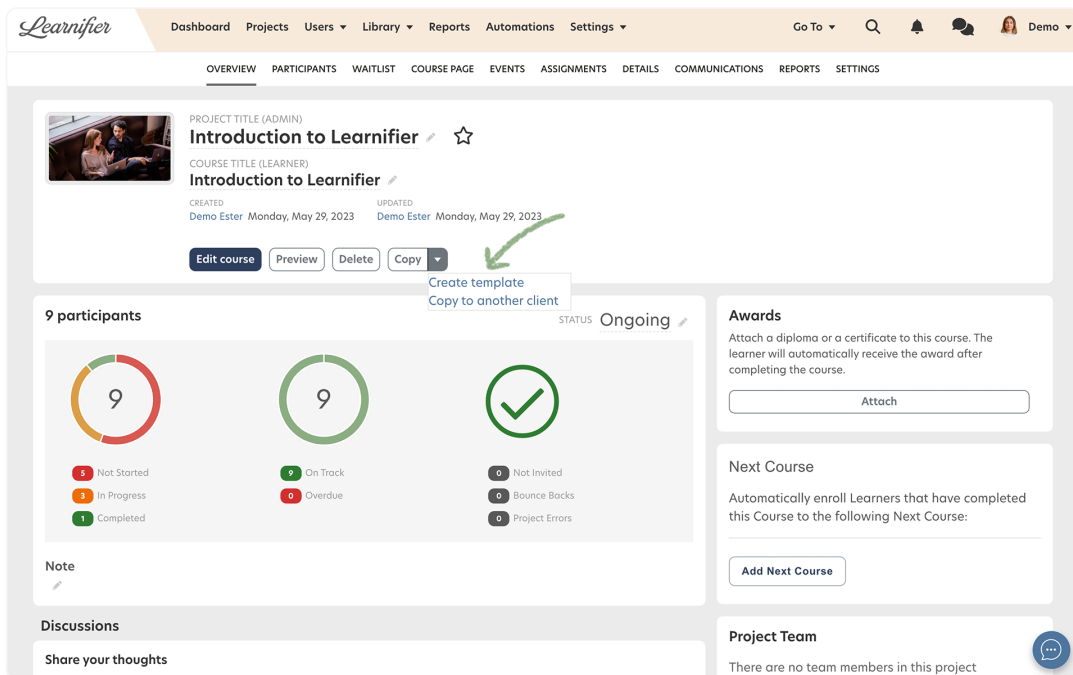 Learnifier
Dashboard Projects Users Library Reports Automations Settings Go To Demo
OVERVIEW PARTICIPANTS WAITLIST COURSE PAGE EVENTS ASSIGNMENTS DETAILS COMMUNICATIONS REPORTS SETTINGS
PROJECT TITLE (ADMIN)
Introduction to Learnifier
COURSE TITLE (LEARNER)
Introduction to Learnifier
CREATED UPDATED
Demo Ester Monday, May 29, 2023 Demo Ester Monday, May 29, 2023
Edit course Preview Delete Copy
Create template
Copy to another client
9 participants
STATUS Ongoing
9 9
5 Not Started 9 On Track 0 Not Invited
3 In Progress 0 Overdue 0 Bounce Backs
1 Completed 0 Project Errors
Note
Discussions
Share your thoughts
Awards
Attach a diploma or a certificate to this course. The
learner will automatically receive the award after
completing the course.
Attach
Next Course
Automatically enroll Learners that have completed
this Course to the following Next Course:
Add Next Course
Project Team
There are no team members in this project